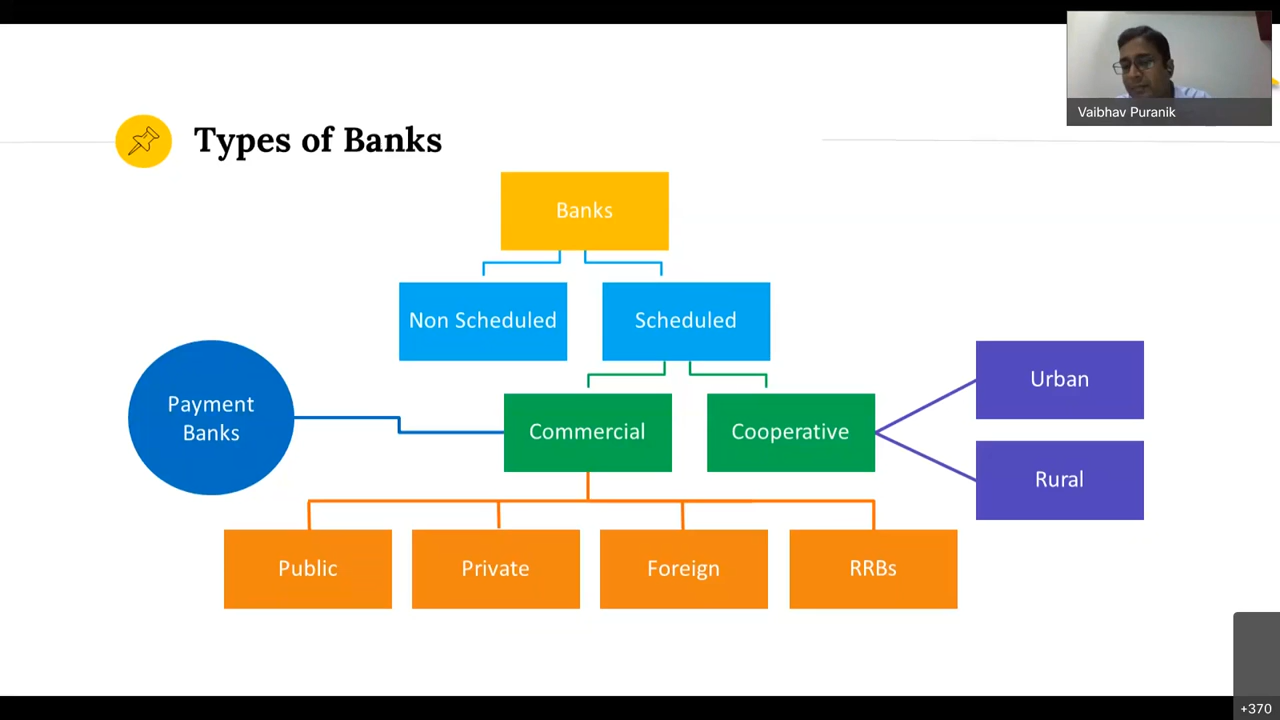 Vaibhav Puranik
Types of Banks
Banks
Non Scheduled
Scheduled
Payment
Banks
Commercial
Cooperative
Urban
Rural
Public
Private
Foreign
RRBs
+370